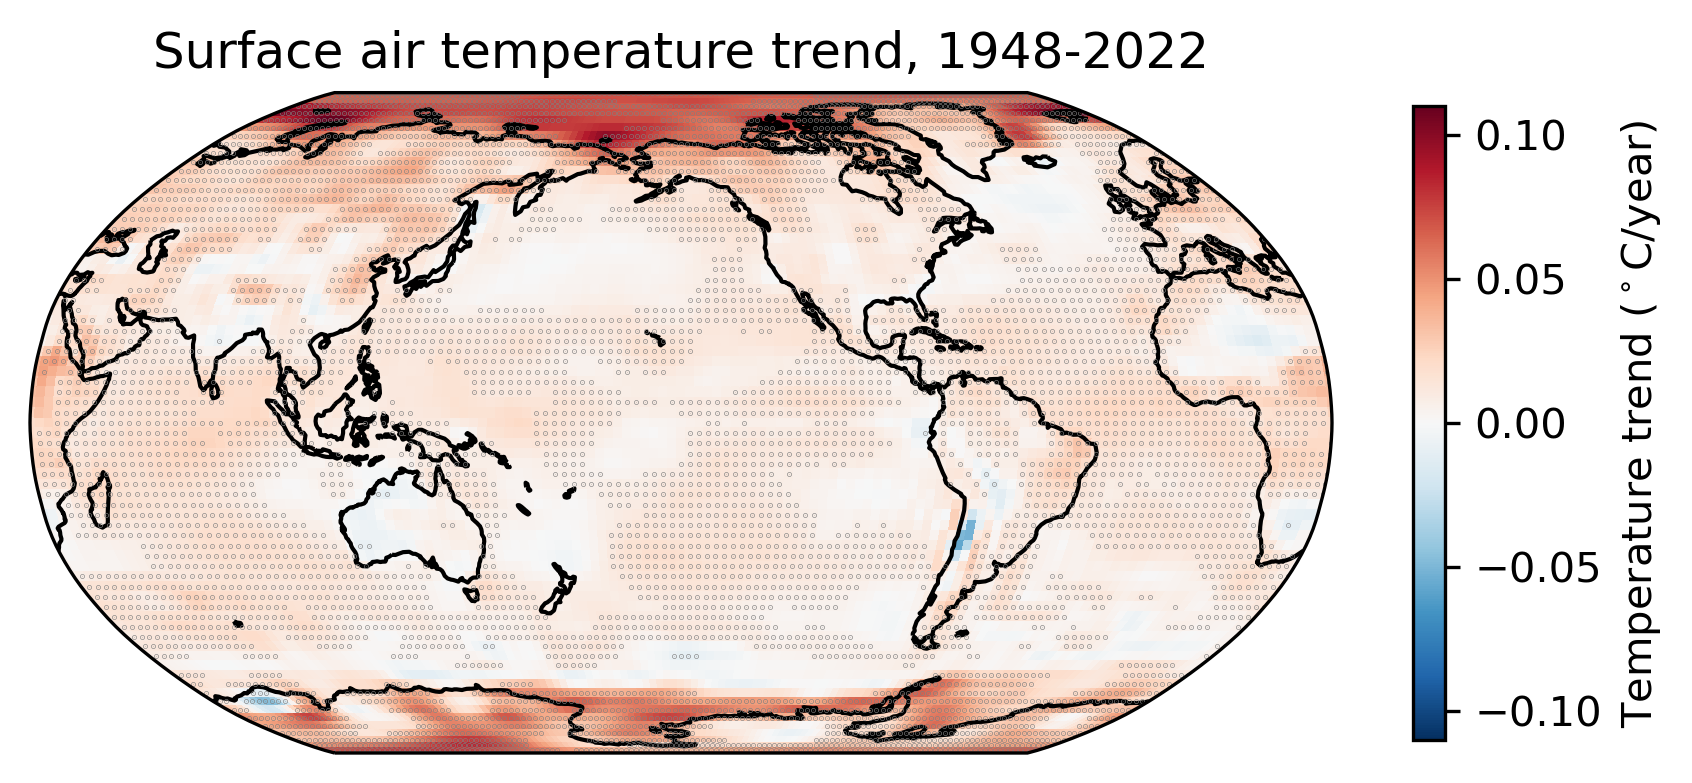 Surface air temperature trend, 1948-2022
0.10
0.05
0.00
−0.05
−0.10
Temperature trend (°C/year)